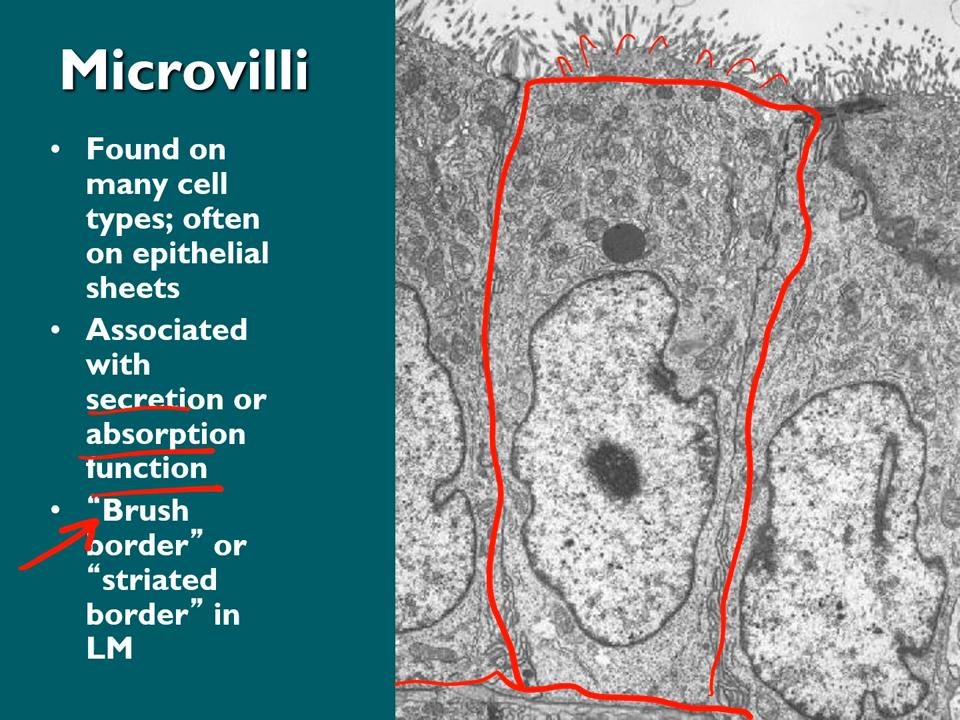 Microvilli
• Found on
many cell
types; often
on epithelial
sheets
• Associated
with
secretion or
absorption
function
• “Brush
border” or
“striated
border” in
LM